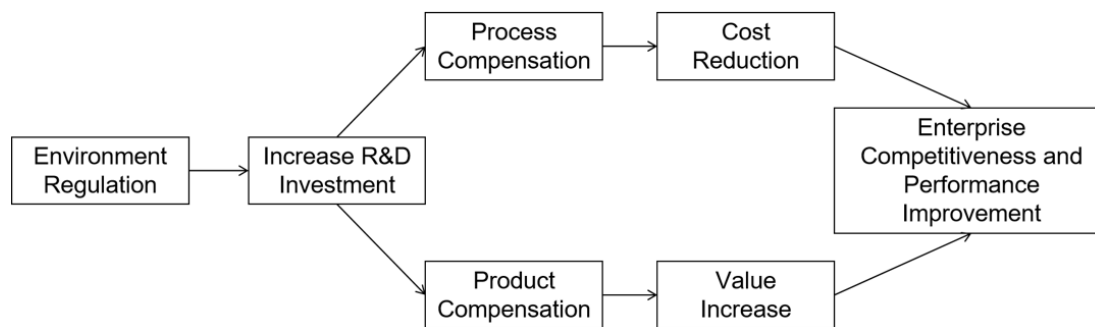 Environment
Regulation
Increase R&D
Investment
Process
Compensation
Cost
Reduction
Product
Compensation
Value
Increase
Enterprise
Competitiveness and
Performance
Improvement